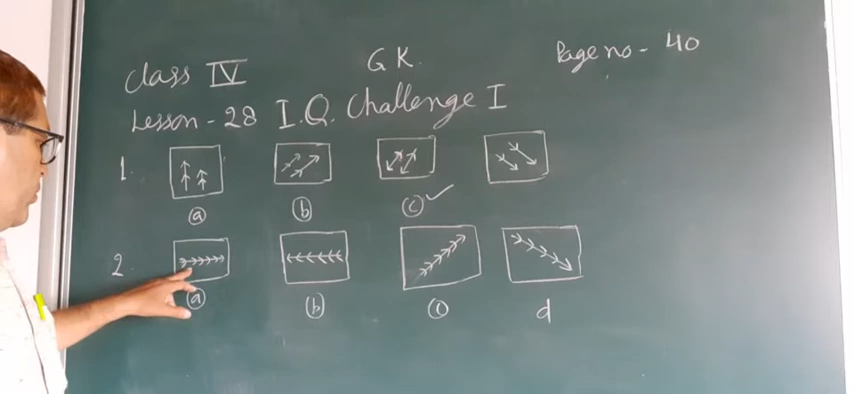 Class IV G K. Page no - 40
Lesson - 28 I.Q. Challenge I
1.
a b c
2
a b c d